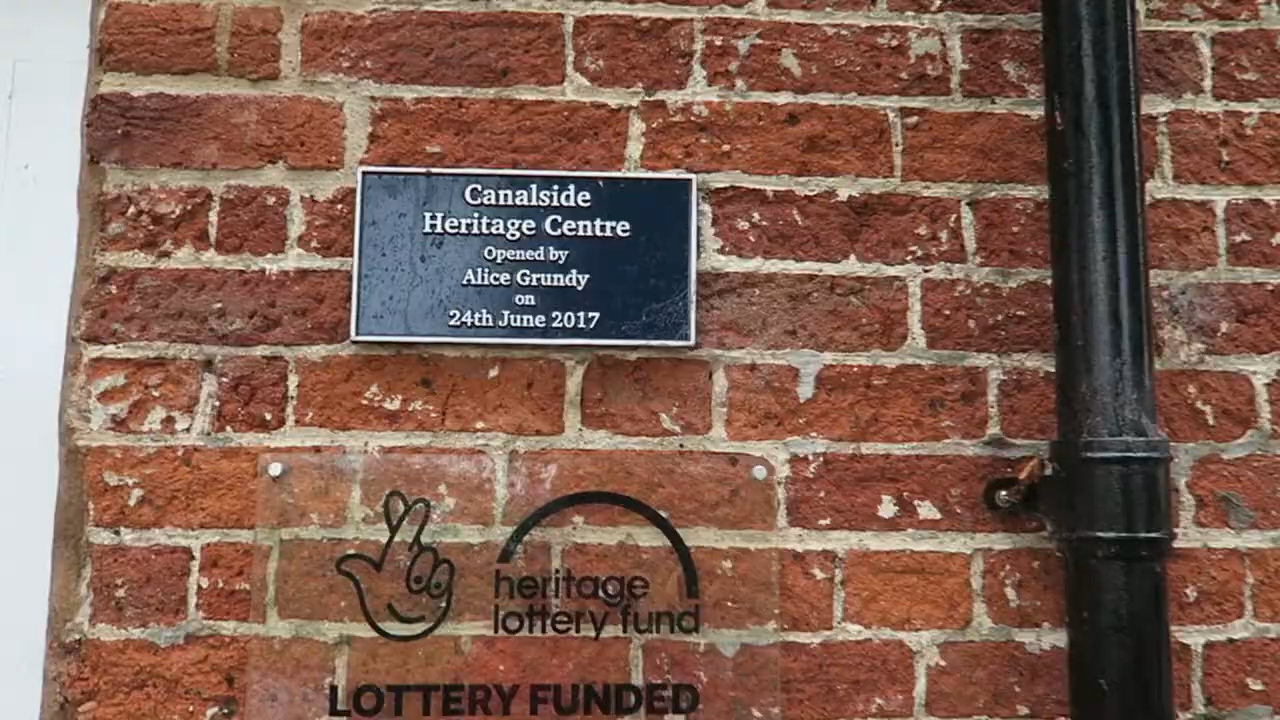 Canalside
Heritage Centre
Opened by
Alice Grundy
on
24th June 2017
heritage
lottery fund
LOTTERY FUNDED